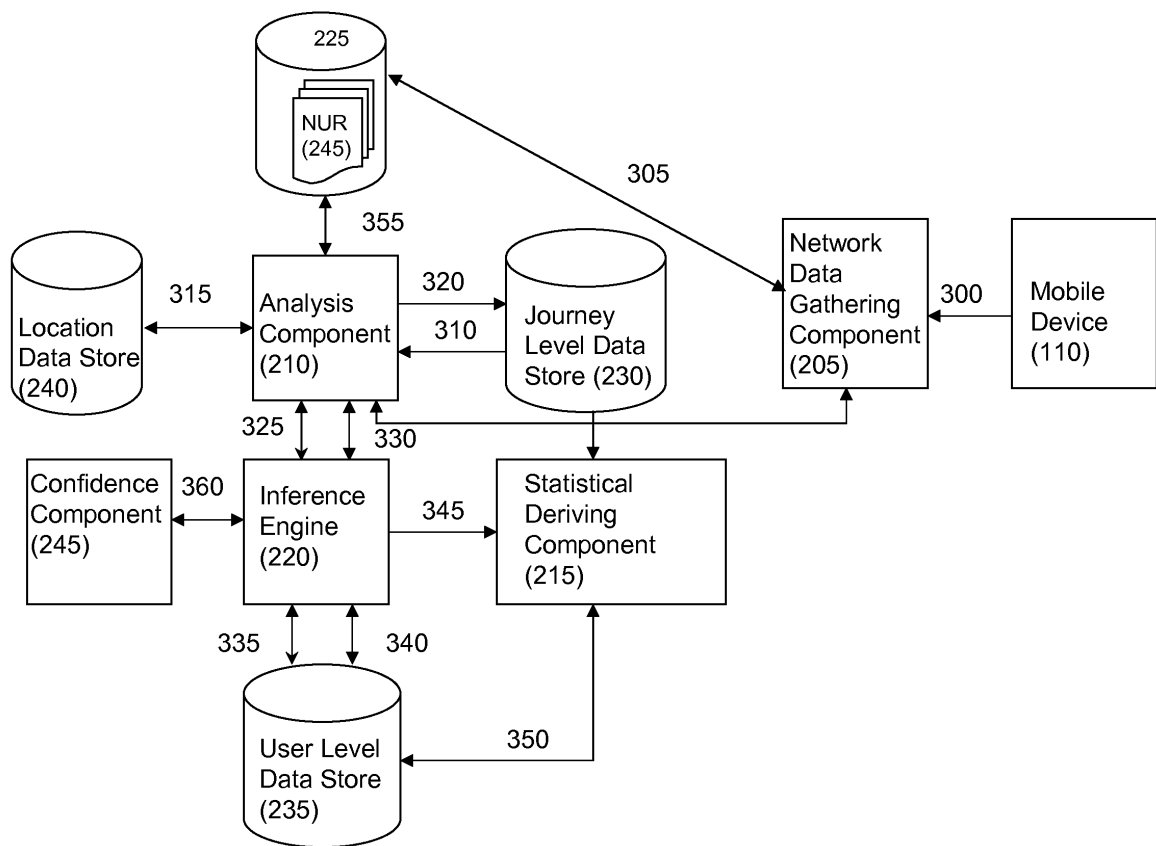 225
NUR
(245)
305
355
Network
Data
Gathering
Component
(205)
300
Mobile
Device
(110)
Location
Data Store
(240)
315
Analysis
Component
(210)
320
310
Journey
Level Data
Store (230)
325
330
Confidence
Component
(245)
360
Inference
Engine
(220)
345
Statistical
Deriving
Component
(215)
335
340
User Level
Data Store
(235)
350